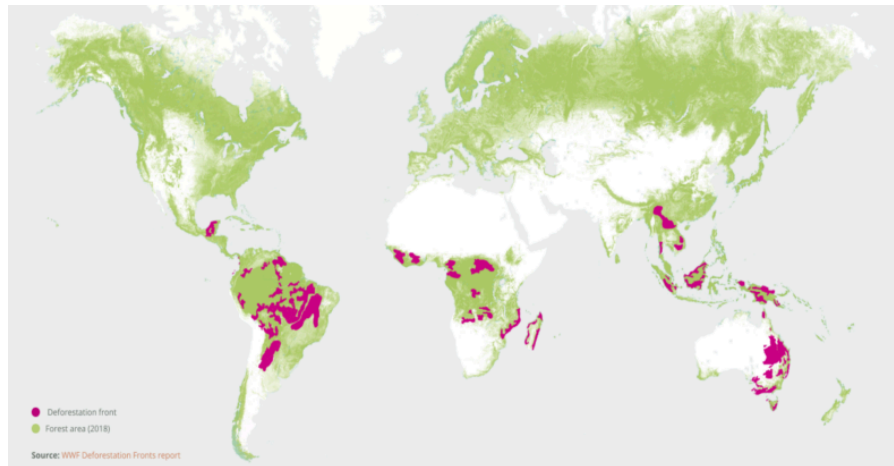 Deforestation front
Forest area (2018)
Source: WWF Deforestation Fronts report